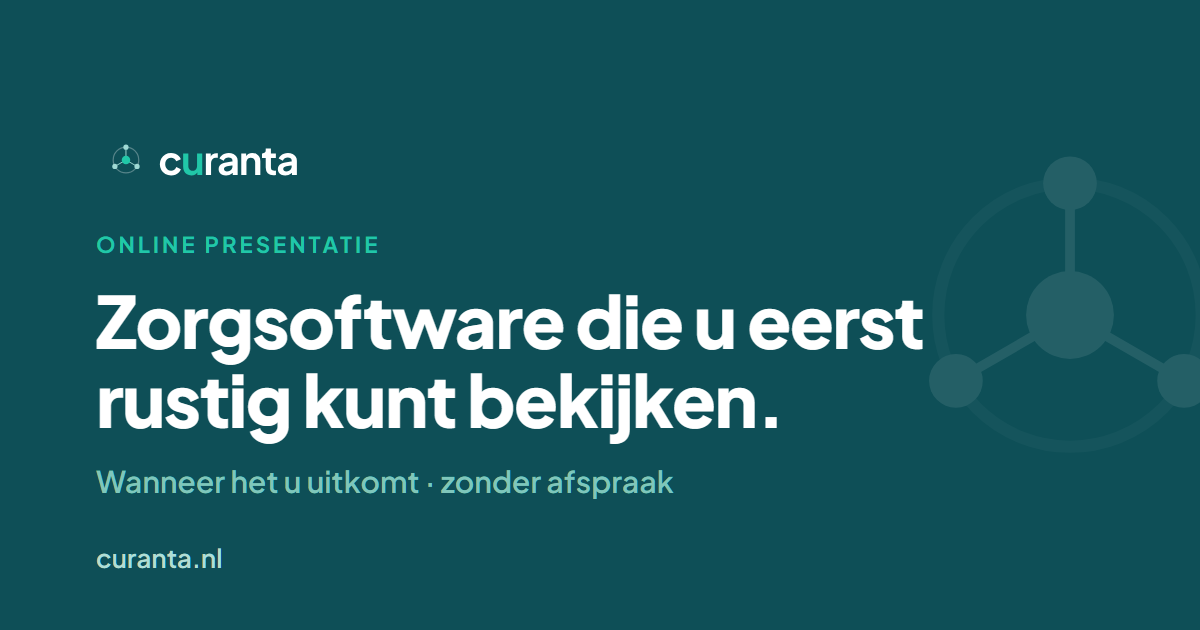 curanta
ONLINE PRESENTATIE
Zorgsoftware die u eerst
rustig kunt bekijken.
Wanneer het u uitkomt · zonder afspraak
curanta.nl